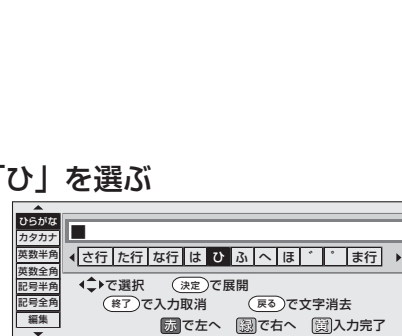 「ひ」を選ぶ
ひらがな
カタカナ
英数半角
英数全角
記号半角
記号全角
編集
さ行 た行 な行 は ひ ふ へ ほ ゛ ゜ ま行
で選択 決定で展開
終了で入力取消 戻るで文字消去
赤で左へ 緑で右へ 黄入力完了